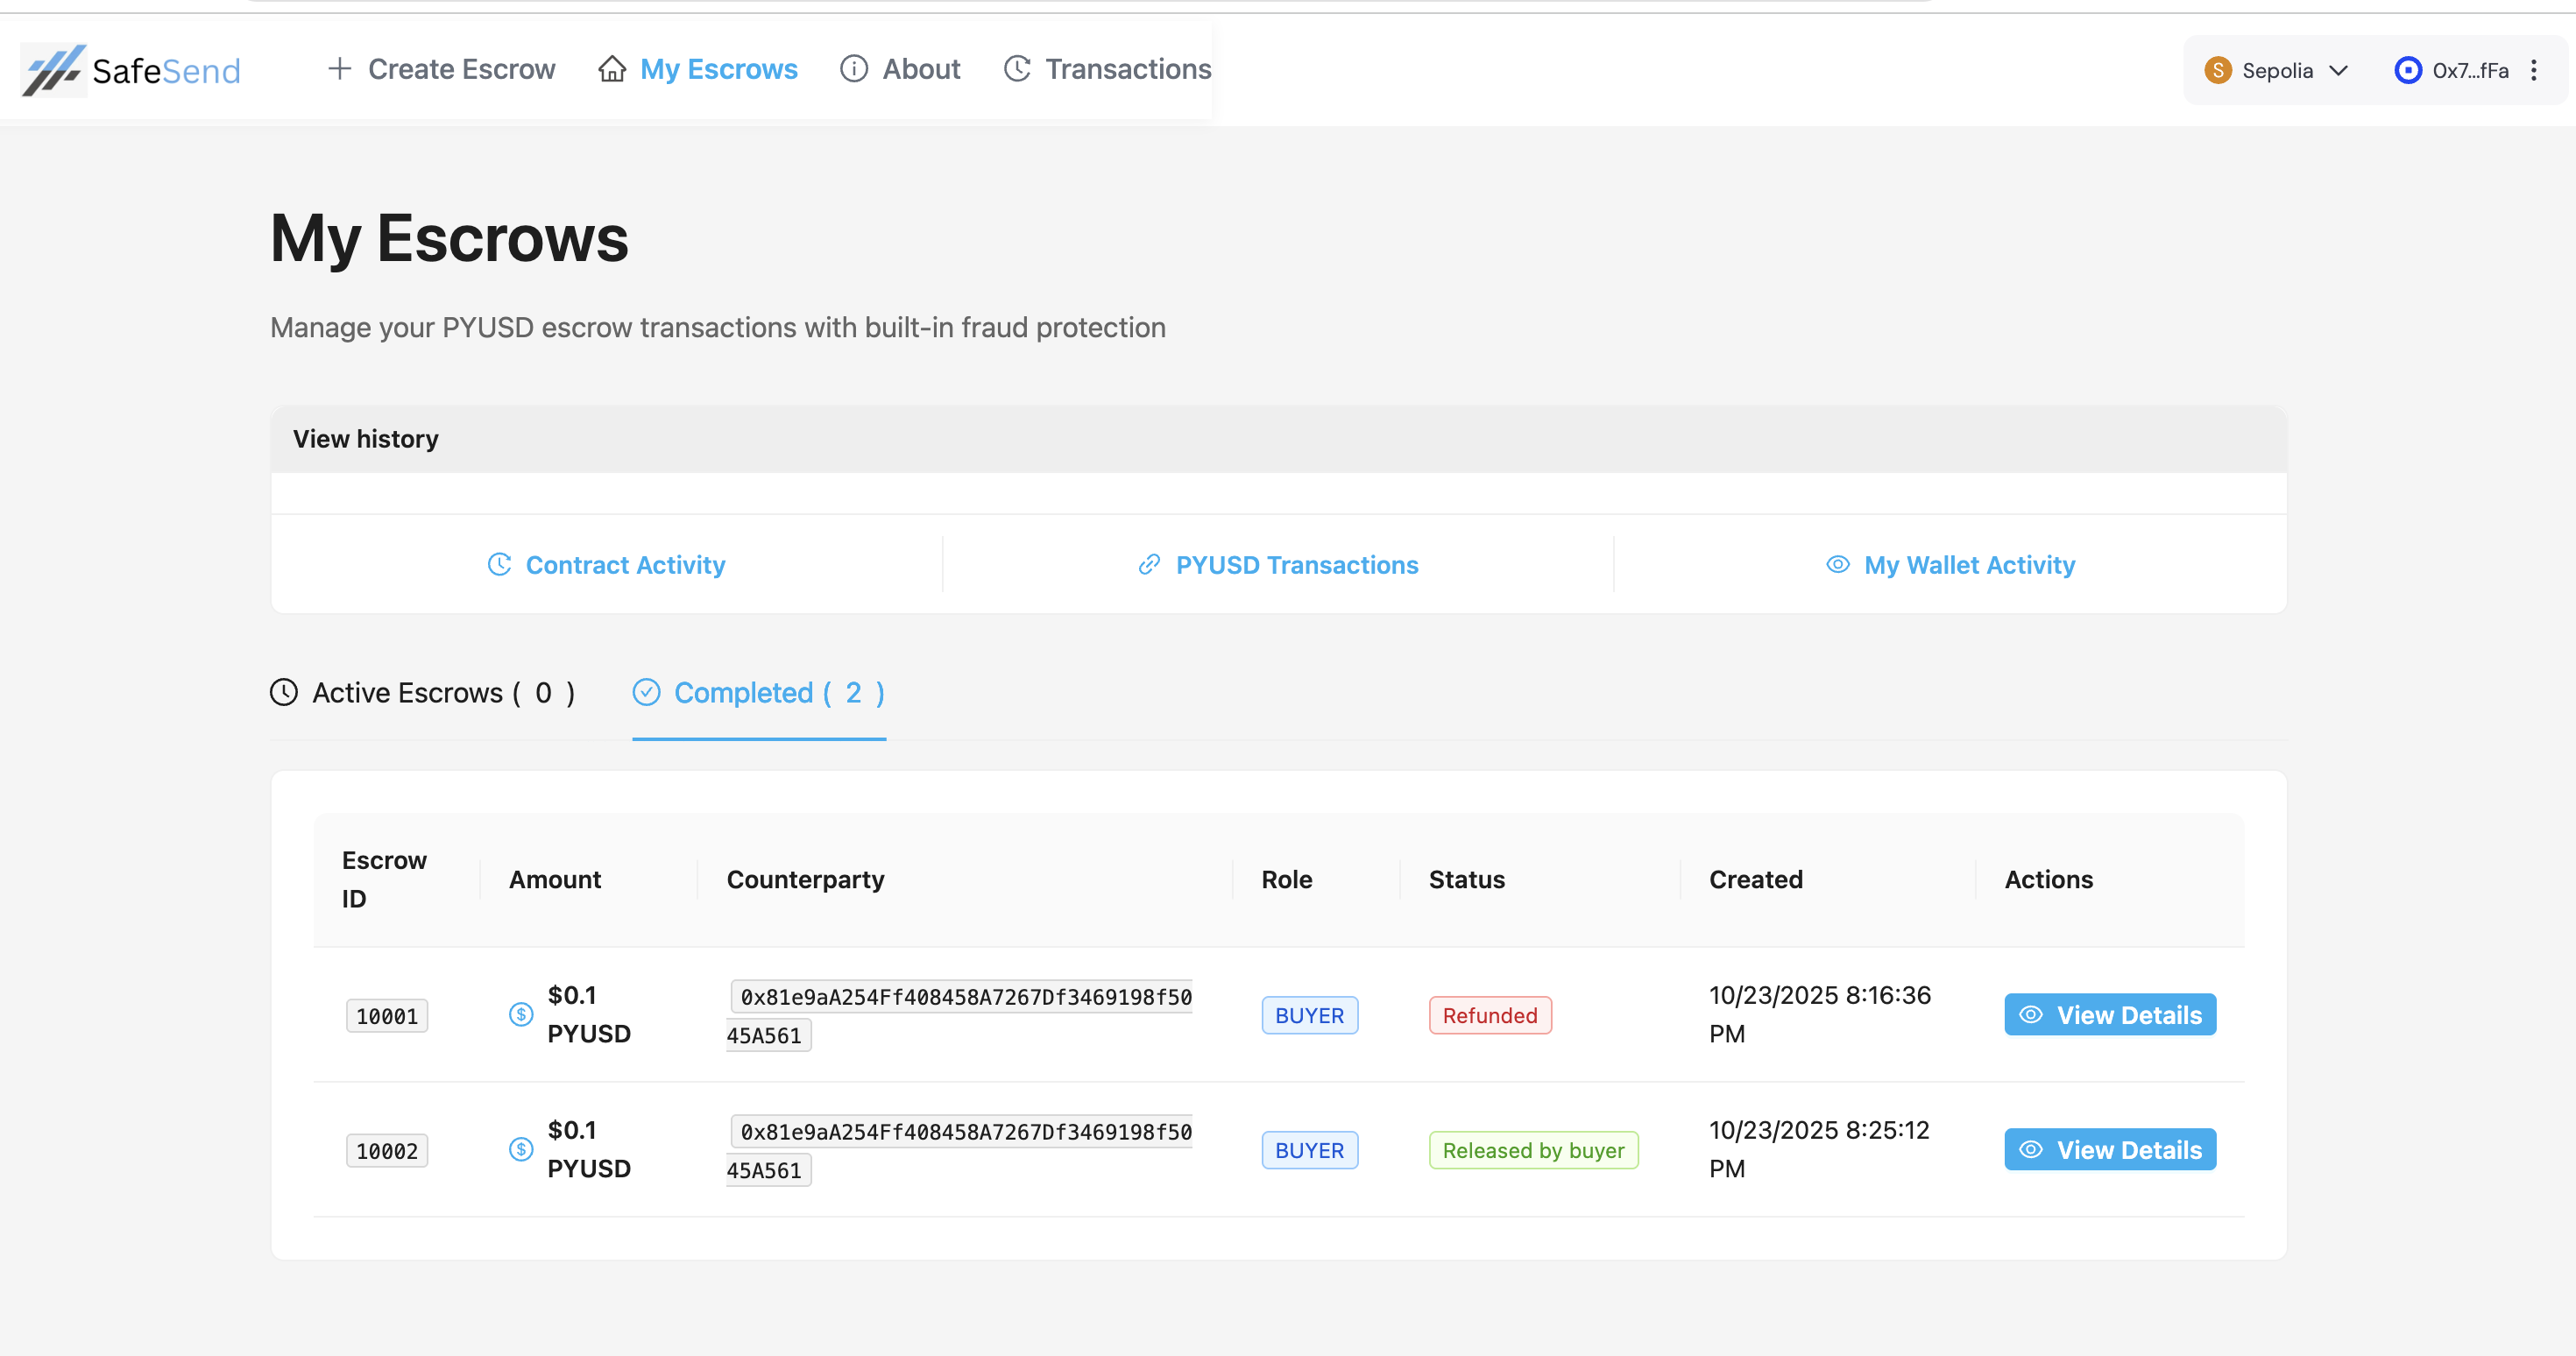 SafeSend
Create Escrow
My Escrows
About
Transactions
S Sepolia
0x7...fFa
My Escrows
Manage your PYUSD escrow transactions with built-in fraud protection
View history
Contract Activity
PYUSD Transactions
My Wallet Activity
Active Escrows ( 0 )
Completed ( 2 )
Escrow
ID
Amount
Counterparty
Role
Status
Created
Actions
10001
$ $0.1
PYUSD
0x81e9aA254Ff408458A7267Df3469198f50
45A561
BUYER
Refunded
10/23/2025 8:16:36
PM
View Details
10002
$ $0.1
PYUSD
0x81e9aA254Ff408458A7267Df3469198f50
45A561
BUYER
Released by buyer
10/23/2025 8:25:12
PM
View Details